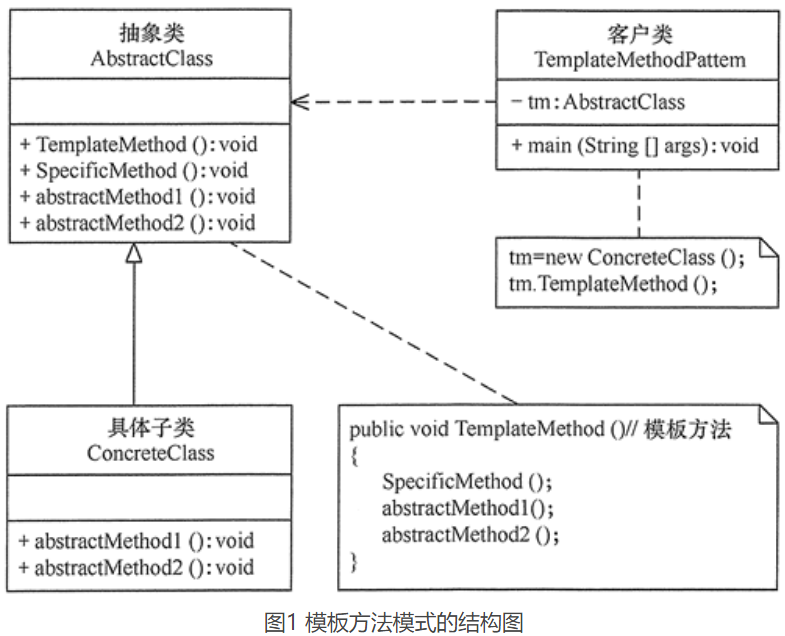 抽象类
AbstractClass
+ TemplateMethod (): void
+ SpecificMethod (): void
+ abstractMethod1 (): void
+ abstractMethod2 (): void
客户类
TemplateMethodPattem
- tm: AbstractClass
+ main (String [] args): void
tm=new ConcreteClass ();
tm.TemplateMethod ();
具体子类
ConcreteClass
+ abstractMethod1 (): void
+ abstractMethod2 (): void
public void TemplateMethod ()// 模板方法
{
SpecificMethod ();
abstractMethod1();
abstractMethod2 ();
}
图1 模板方法模式的结构图